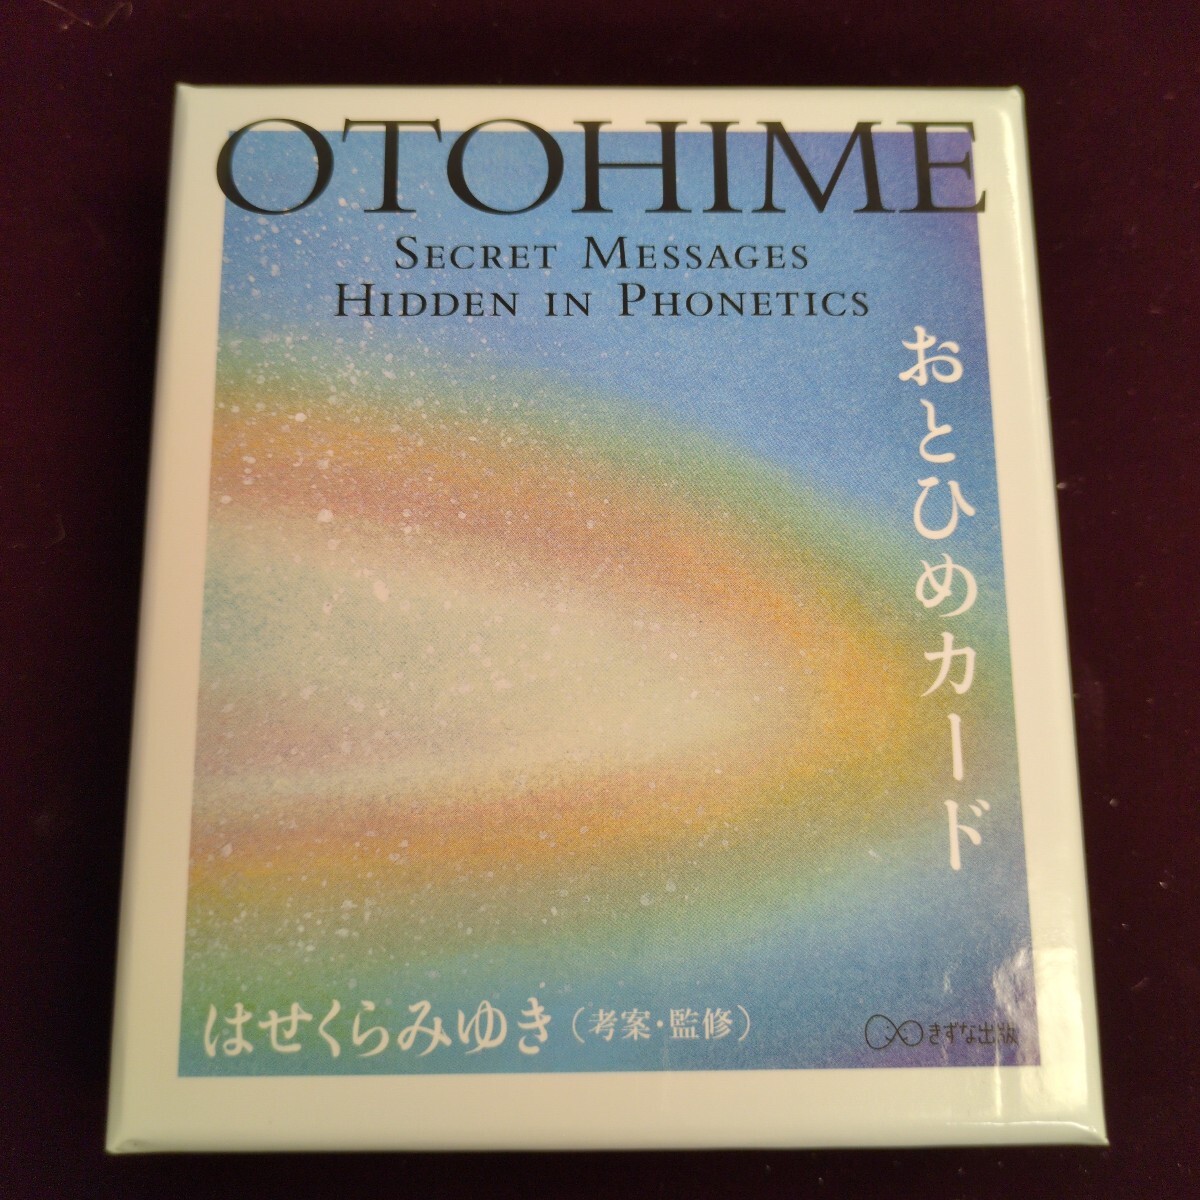 OTOHIME
SECRET MESSAGES
HIDDEN IN PHONETICS
おとひめカード
はせくらみゆき（考案・監修）
きずな出版